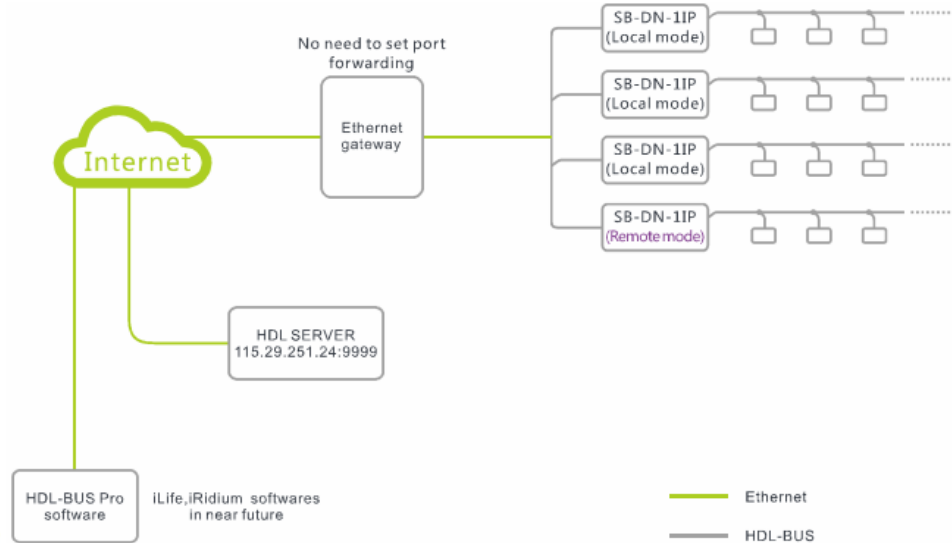 SB-DN-1IP
(Local mode)
No need to set port
forwarding
SB-DN-1IP
(Local mode)
Ethernet
gateway
Internet
SB-DN-1IP
(Local mode)
SB-DN-1IP
(Remote mode)
HDL SERVER
115.29.251.24:9999
HDL-BUS Pro
software
iLife,iRidium softwares
in near future
Ethernet
HDL-BUS